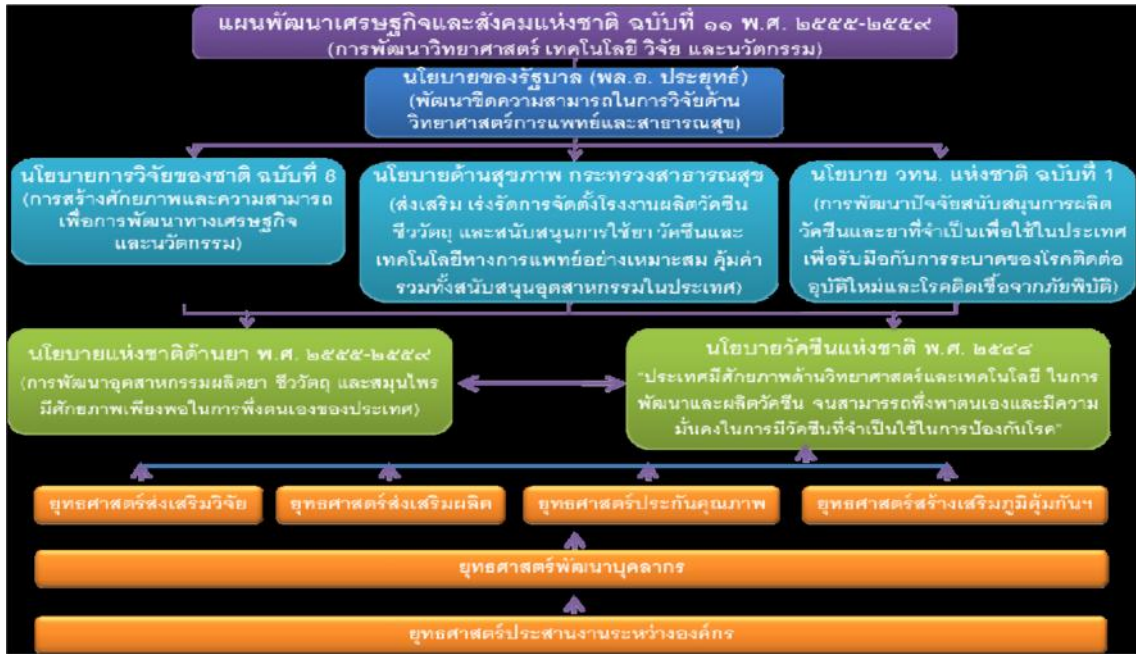 แผนพัฒนาเศรษฐกิจและสังคมแห่งชาติ ฉบับที่ ๑๑ พ.ศ. ๒๕๕๕-๒๕๕๙
(การพัฒนาวิทยาศาสตร์ เทคโนโลยี วิจัย และนวัตกรรม)
นโยบายของรัฐบาล (พล.อ. ประยุทธ์)
(พัฒนาขีดความสามารถในการวิจัยด้าน
วิทยาศาสตร์การแพทย์และสาธารณสุข)
นโยบายการวิจัยของชาติ ฉบับที่ 8
(การสร้างศักยภาพและความสามารถ
เพื่อการพัฒนาทางเศรษฐกิจ
และนวัตกรรม)
นโยบายด้านสุขภาพ กระทรวงสาธารณสุข
(ส่งเสริม เร่งรัดการจัดตั้งโรงงานผลิตวัคซีน
ชีววัตถุ และสนับสนุนการใช้ยา วัคซีนและ
เทคโนโลยีทางการแพทย์อย่างเหมาะสม คุ้มค่า
รวมทั้งสนับสนุนอุตสาหกรรมในประเทศ)
นโยบาย วทน. แห่งชาติ ฉบับที่ 1
(การพัฒนาปัจจัยสนับสนุนการผลิต
วัคซีนและยาที่จำเป็นเพื่อใช้ในประเทศ
เพื่อรับมือกับการระบาดของโรคติดต่อ
อุบัติใหม่และโรคติดเชื้อจากภัยพิบัติ)
นโยบายแห่งชาติด้านยา พ.ศ. ๒๕๕๕-๒๕๕๙
(การพัฒนาอุตสาหกรรมผลิตยา ชีววัตถุ และสมุนไพร
มีศักยภาพเพียงพอในการพึ่งตนเองของประเทศ)
นโยบายวัคซีนแห่งชาติ พ.ศ. ๒๕๔๘
"ประเทศมีศักยภาพด้านวิทยาศาสตร์และเทคโนโลยี ในการ
พัฒนาและผลิตวัคซีน จนสามารรถพึ่งพาตนเองและมีความ
มั่นคงในการมีวัคซีนที่จำเป็นใช้ในการป้องกันโรค"
ยุทธศาสตร์ส่งเสริมวิจัย
ยุทธศาสตร์ส่งเสริมผลิต
ยุทธศาสตร์ประกันคุณภาพ
ยุทธศาสตร์สร้างเสริมภูมิคุ้มกันฯ
ยุทธศาสตร์พัฒนาบุคลากร
ยุทธศาสตร์ประสานงานระหว่างองค์กร